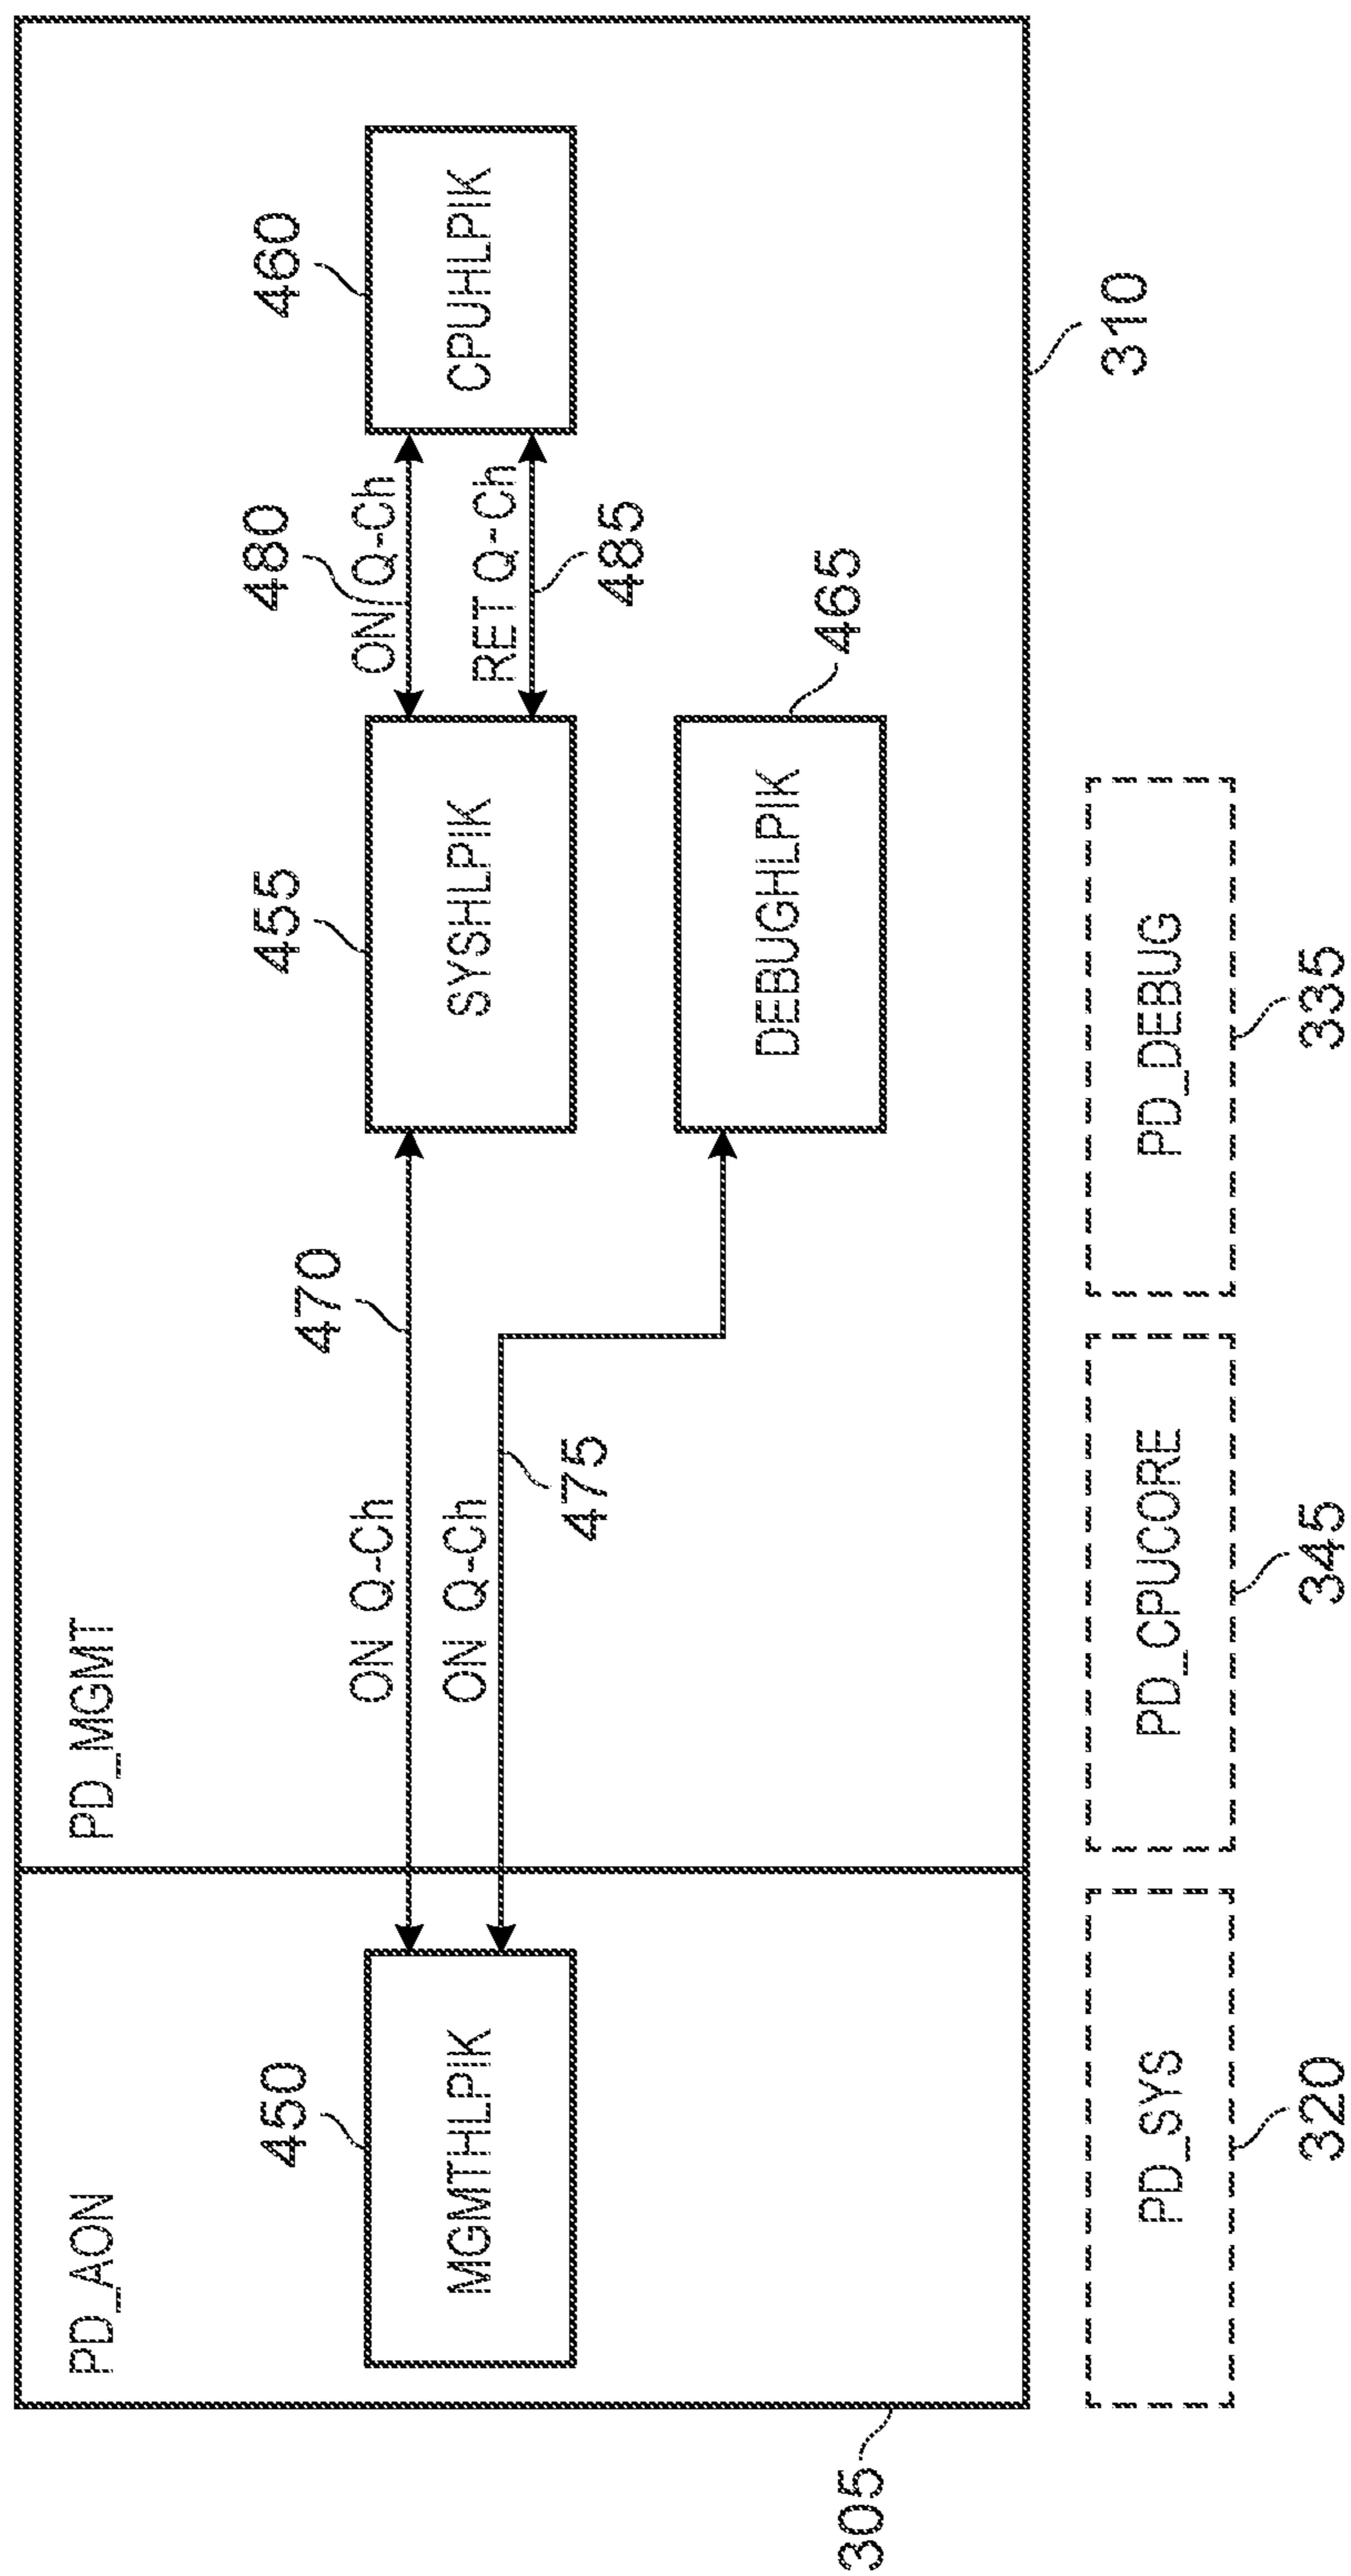 PD_AON
PD_MGMT
450
MGMTHLPIK
ON Q-Ch
470
ON Q-Ch
475
455
SYSHLPIK
480
ON Q-Ch
RET Q-Ch
485
460
CPUHLPIK
DEBUGHLPIK
465
305
310
PD_SYS
320
PD_CPUCORE
345
PD_DEBUG
335